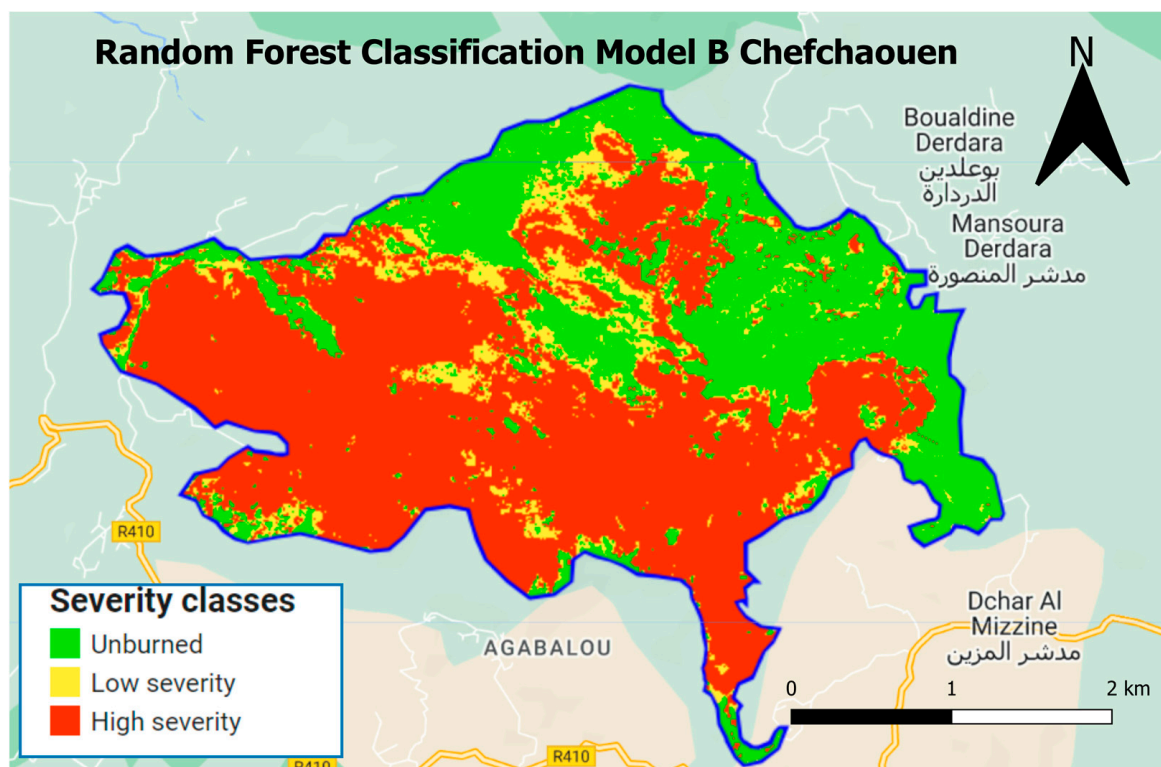 Random Forest Classification Model B Chefchaouen
N
Boualdine
Derdara
بوعلدين
الدردارة
Mansoura
Derdara
مدشر المنصورة
R410
Severity classes
Unburned
Low severity
High severity
AGABALOU
Dchar Al
Mizzine
مدشر المزين
0 1 2 km
R410
R410